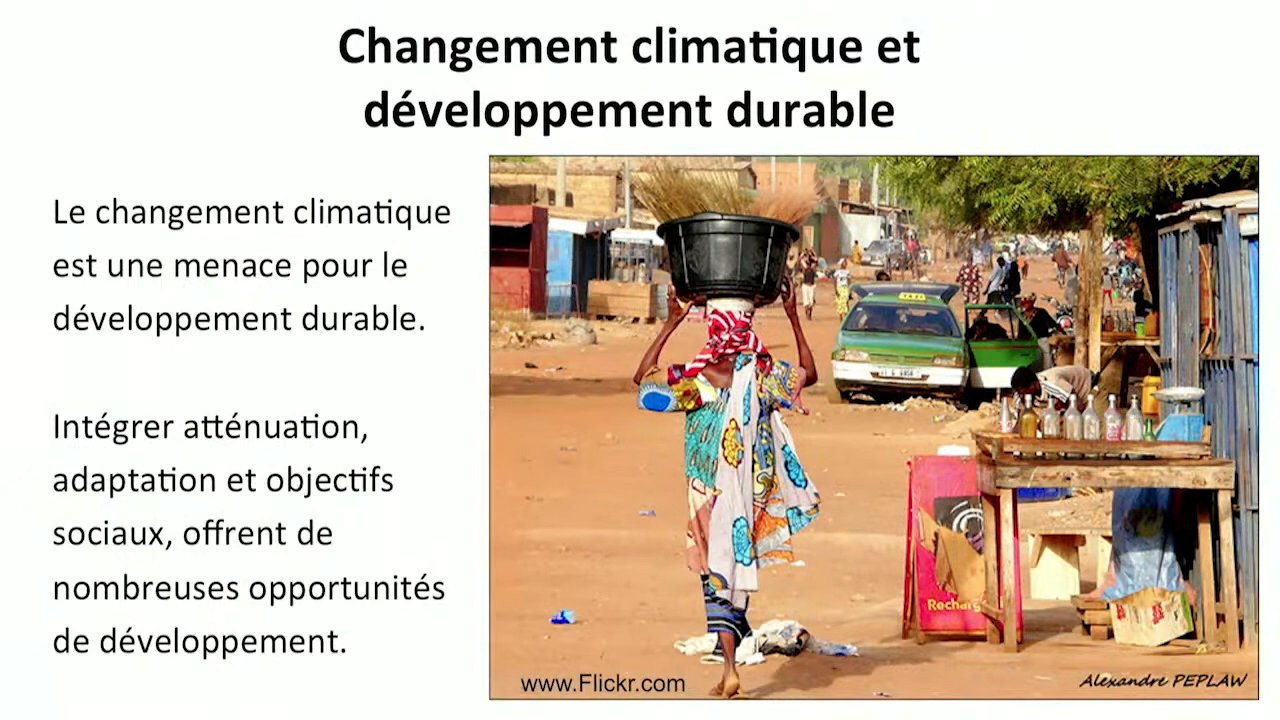 Changement climatique et
développement durable
Le changement climatique
est une menace pour le
développement durable.
Intégrer atténuation,
adaptation et objectifs
sociaux, offrent de
nombreuses opportunités
de développement.
TAXI
www.Flickr.com
Alexandre PEPLAW